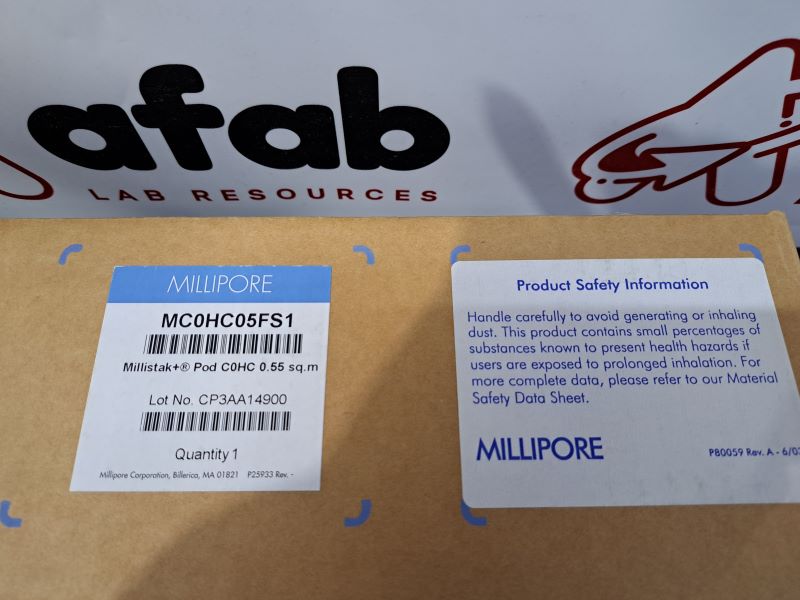 afab
LAB RESOURCES
MILLIPORE
MC0HC05FS1
Millistak+® Pod C0HC 0.55 sq.m
Lot No. CP3AA14900
Quantity 1
Millipore Corporation, Billerica, MA 01821 P25933 Rev. -
Product Safety Information
Handle carefully to avoid generating or inhaling
dust. This product contains small percentages of
substances known to present health hazards if
users are exposed to prolonged inhalation. For
more complete data, please refer to our Material
Safety Data Sheet.
MILLIPORE
P80059 Rev. A - 6/03